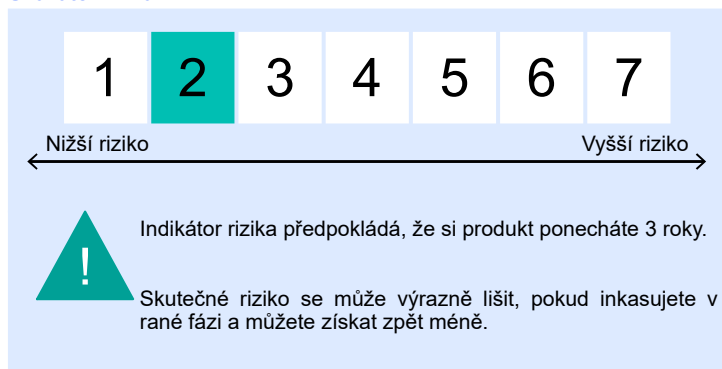 1 2 3 4 5 6 7
Nižší riziko Vyšší riziko
!
Indikátor rizika předpokládá, že si produkt ponecháte 3 roky.
Skutečné riziko se může výrazně lišit, pokud inkasujete v
rané fázi a můžete získat zpět méně.